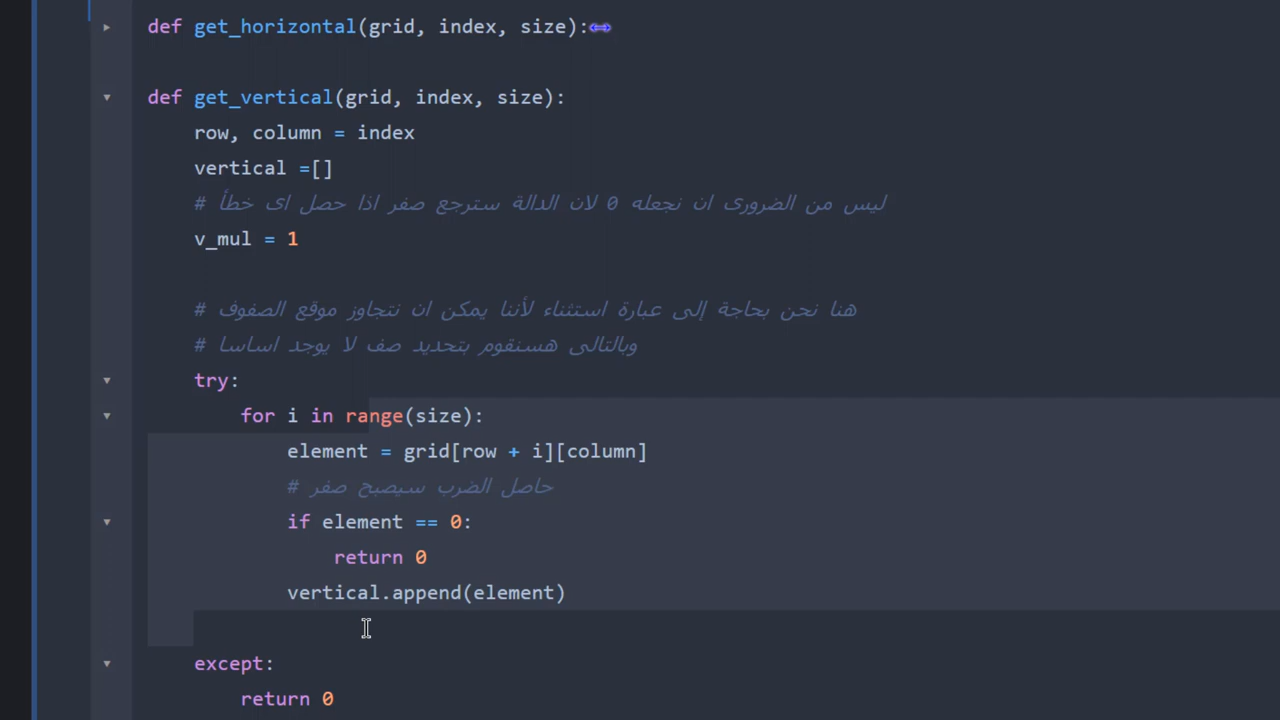 def get_horizontal(grid, index, size):
def get_vertical(grid, index, size):
row, column = index
vertical =[]
# ليس من الضرورى ان نجعله 0 لان الدالة سترجع صفر اذا حصل اى خطأ
v_mul = 1
# هنا نحن بحاجة إلى عبارة استثناء لأننا يمكن ان نتجاوز موقع الصفوف
# وبالتالى هسنقوم بتحديد صف لا يوجد اساسا
try:
for i in range(size):
element = grid[row + i][column]
# حاصل الضرب سيصبح صفر
if element == 0:
return 0
vertical.append(element)
except:
return 0